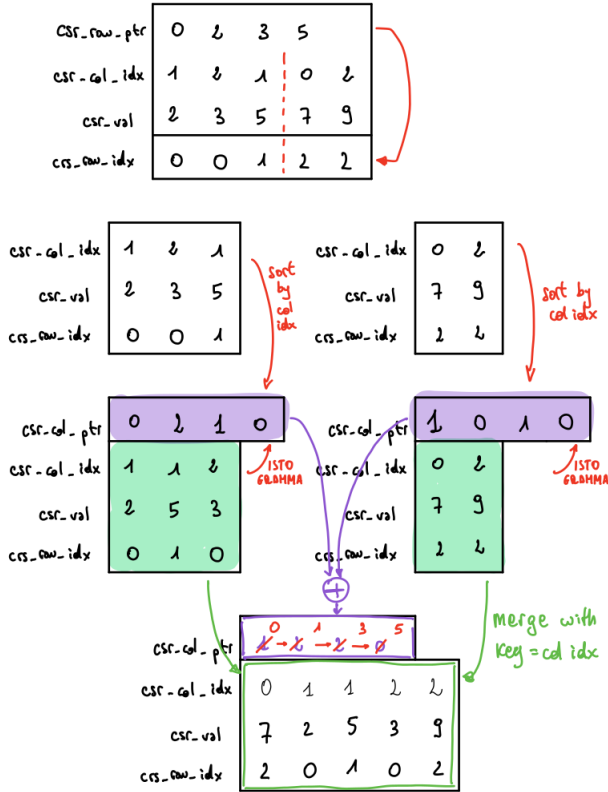 csr_row_ptr 0 2 3 5
csr_col_idx 1 2 1 0 2
csr_val 2 3 5 7 9
crs_row_idx 0 0 1 2 2
csr_col_idx 1 2 1
csr_val 2 3 5
crs_row_idx 0 0 1
sort
by
col
idx
csr_col_idx 0 2
csr_val 7 9
crs_row_idx 2 2
sort by
col idx
csr_col_ptr 0 2 1 0
csr_col_idx 1 1 2
csr_val 2 5 3
crs_row_idx 0 1 0
ISTO
GRAMMA
csr_col_ptr 1 0 1 0
csr_col_idx 0 2
csr_val 7 9
crs_row_idx 2 2
ISTO
GRAMMA
+
0 1 3 5
csr_col_ptr 1 → 2 → 2 → 0
csr_col_idx 0 1 1 2 2
csr_val 7 2 5 3 9
crs_row_idx 2 0 1 0 2
merge with
key = col idx